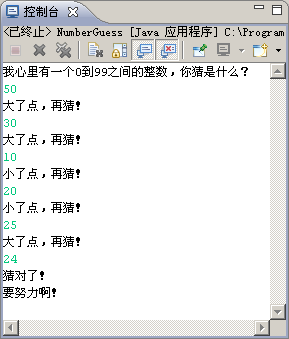 控制台
<已终止> NumberGuess [Java 应用程序] C:\Program
我心里有一个0到99之间的整数，你猜是什么？
50
大了点，再猜！
30
大了点，再猜！
10
小了点，再猜！
20
小了点，再猜！
25
大了点，再猜！
24
猜对了！
要努力啊！